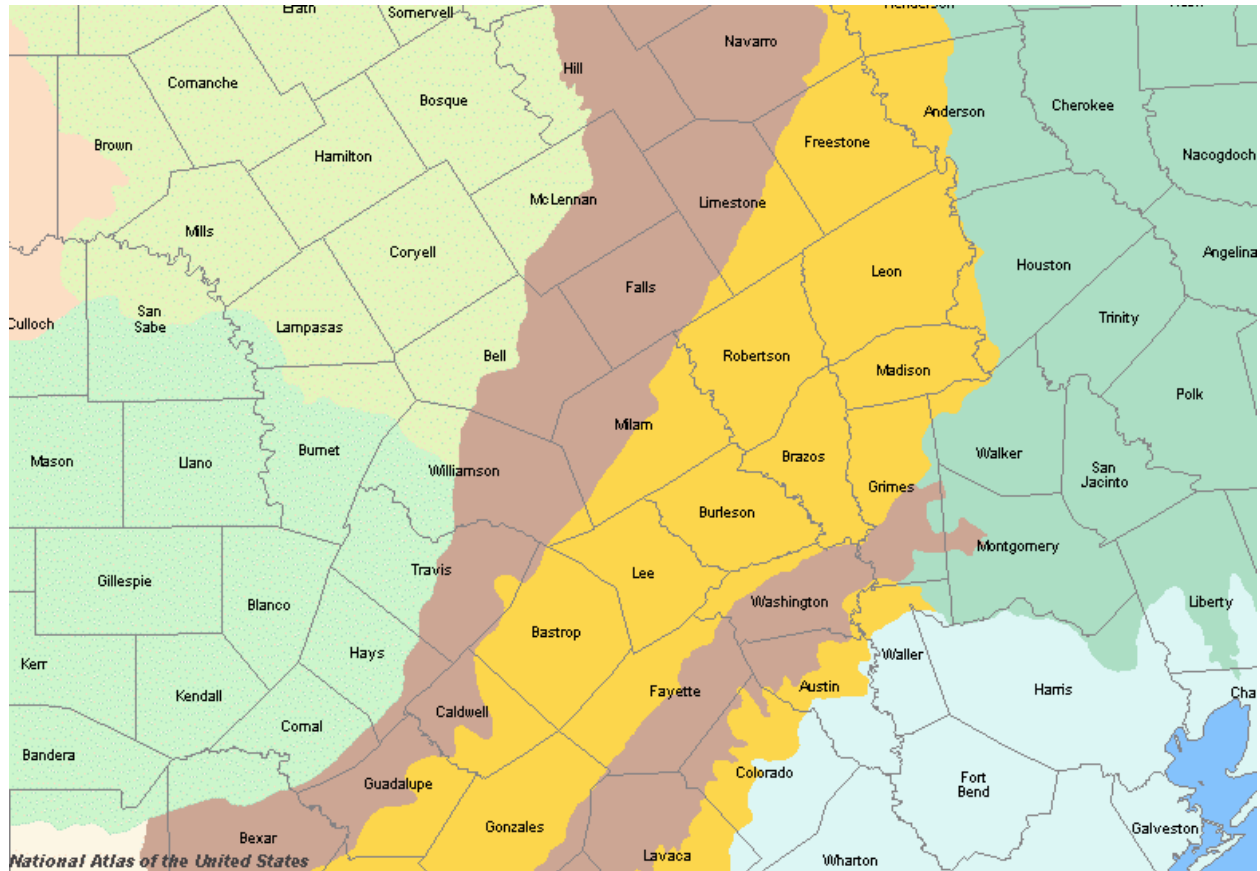 Erath
Somervell
Henderson
Navarro
Hill
Comanche
Bosque
Anderson
Cherokee
Brown
Hamilton
Freestone
Nacogdoch
McLennan
Limestone
Mills
Coryell
Houston
Angelina
Leon
Falls
San
Sabe
Culloch
Lampasas
Trinity
Bell
Robertson
Madison
Polk
Milam
Mason
Llano
Burnet
Williamson
Brazos
Walker
San
Jacinto
Grimes
Burleson
Montgomery
Gillespie
Travis
Lee
Blanco
Washington
Liberty
Bastrop
Hays
Kerr
Waller
Kendall
Fayette
Austin
Harris
Cha
Caldwell
Comal
Bandera
Colorado
Guadalupe
Fort
Bend
Gonzales
Galveston
Bexar
Lavaca
Wharton
National Atlas of the United States